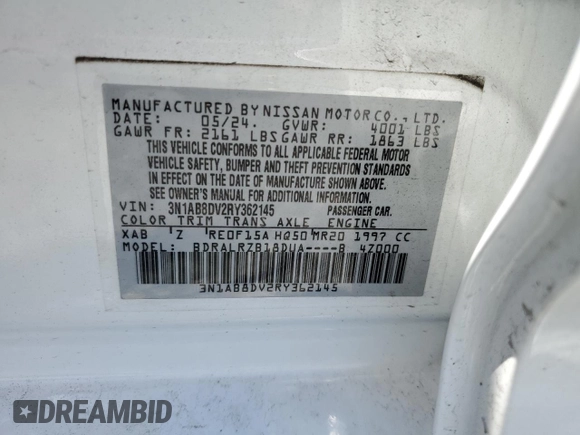 MANUFACTURED BY NISSAN MOTOR CO., LTD.
DATE: 05/24. GVWR: 4001 LBS
GAWR FR: 2161 LBS GAWR RR: 1863 LBS
THIS VEHICLE CONFORMS TO ALL APPLICABLE FEDERAL MOTOR
VEHICLE SAFETY, BUMPER AND THEFT PREVENTION STANDARDS
IN EFFECT ON THE DATE OF MANUFACTURE SHOWN ABOVE.
SEE OWNER'S MANUAL FOR ADDITIONAL INFORMATION.
VIN: 3N1AB8DV2RY362145 PASSENGER CAR.
COLOR TRIM TRANS AXLE ENGINE
XAB Z RE0F15A HQ50 MR20 1997 CC
MODEL: BDRALRZB18DUA----B 47000
3N1AB8DV2RY362145
DREAMBID